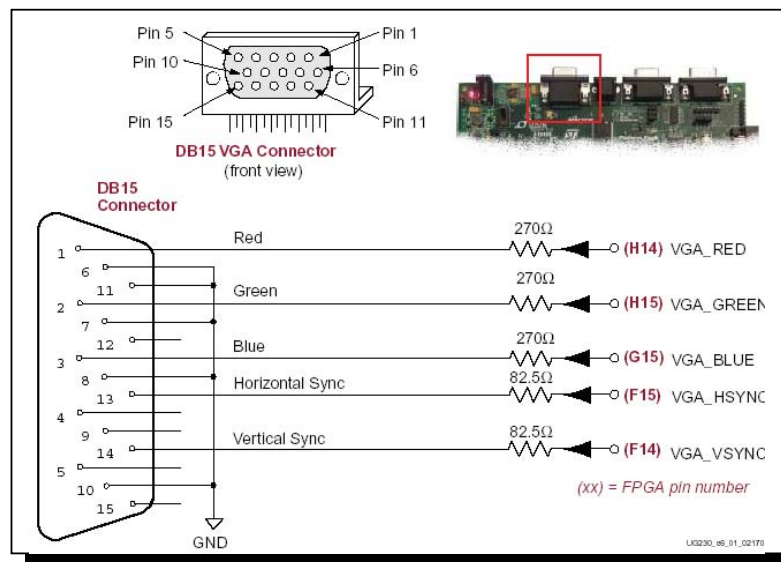 Pin 5
Pin 1
Pin 10
Pin 6
Pin 15
Pin 11
DB15 VGA Connector
(front view)
DB15
Connector
1
Red
270Ω
(H14) VGA_RED
6
11
2
Green
270Ω
(H15) VGA_GREEN
7
12
3
Blue
270Ω
(G15) VGA_BLUE
8
13
Horizontal Sync
82.5Ω
(F15) VGA_HSYNC
4
9
14
Vertical Sync
82.5Ω
(F14) VGA_VSYNC
5
10
15
(xx) = FPGA pin number
GND